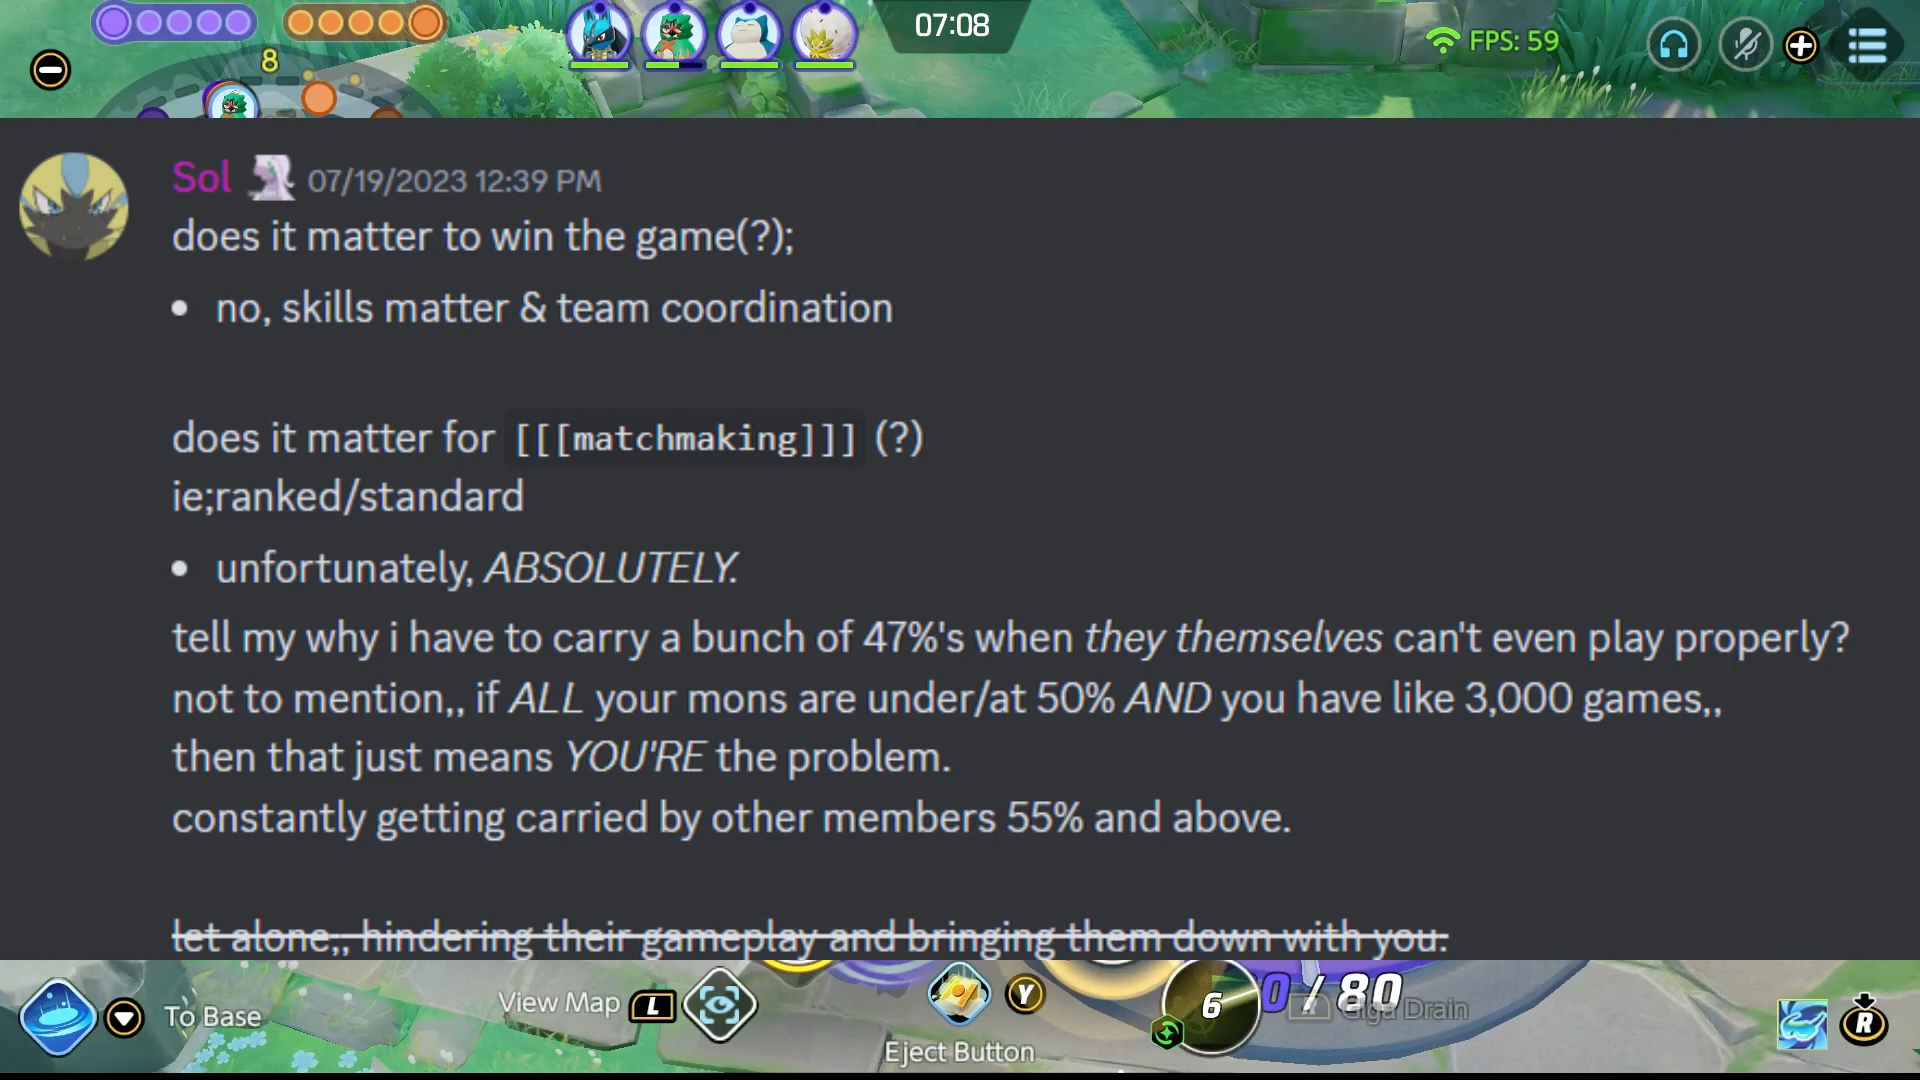 07:08
FPS: 59
8
Sol 07/19/2023 12:39 PM
does it matter to win the game(?);
• no, skills matter & team coordination
does it matter for [[[matchmaking]]] (?)
ie;ranked/standard
• unfortunately, ABSOLUTELY.
tell my why i have to carry a bunch of 47%'s when they themselves can't even play properly?
not to mention,, if ALL your mons are under/at 50% AND you have like 3,000 games,,
then that just means YOU'RE the problem.
constantly getting carried by other members 55% and above.
let alone,, hindering their gameplay and bringing them down with you.
To Base
View Map L
Y
Eject Button
6
0 / 80
Giga Drain
R